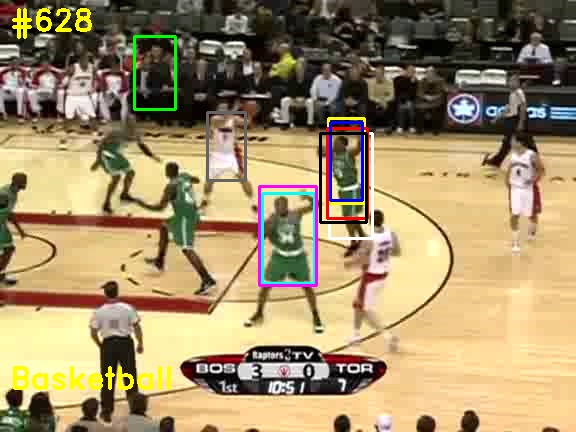 #628
adidas
Raptors TV
BOS 3 0 TOR
1st 10:51 7
Basketball